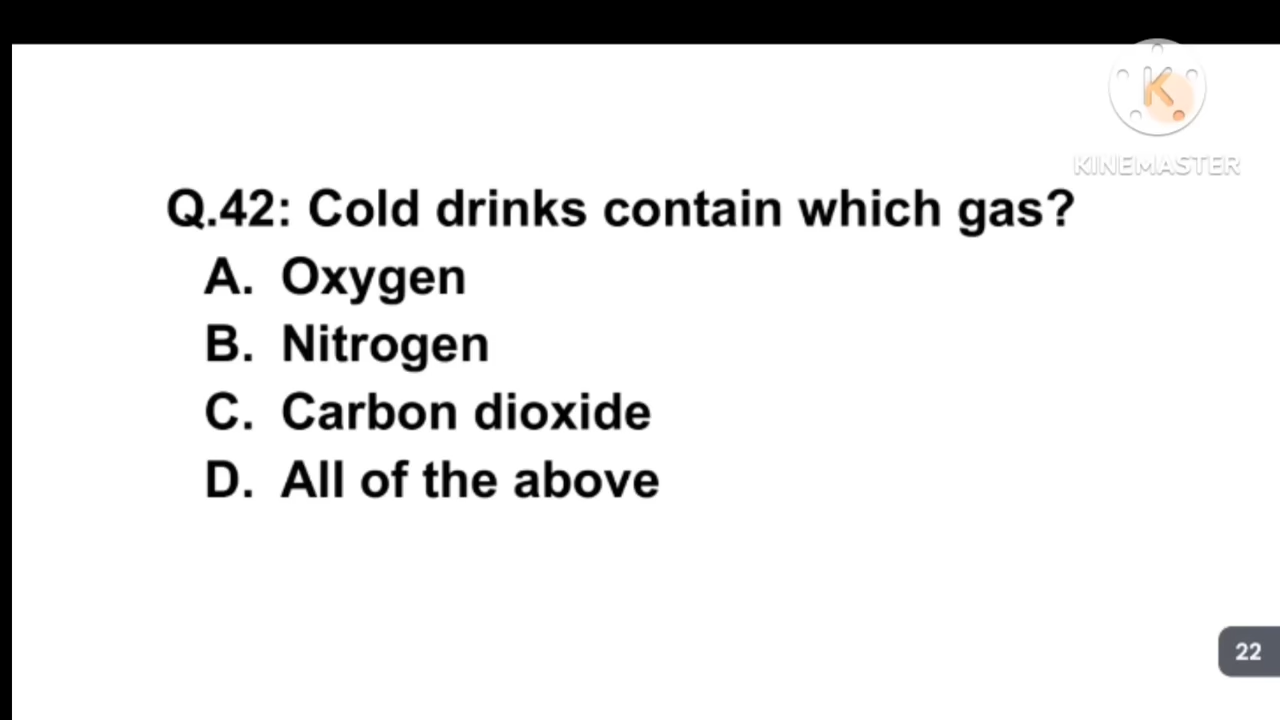 K
KINEMASTER
Q.42: Cold drinks contain which gas?
A. Oxygen
B. Nitrogen
C. Carbon dioxide
D. All of the above
22